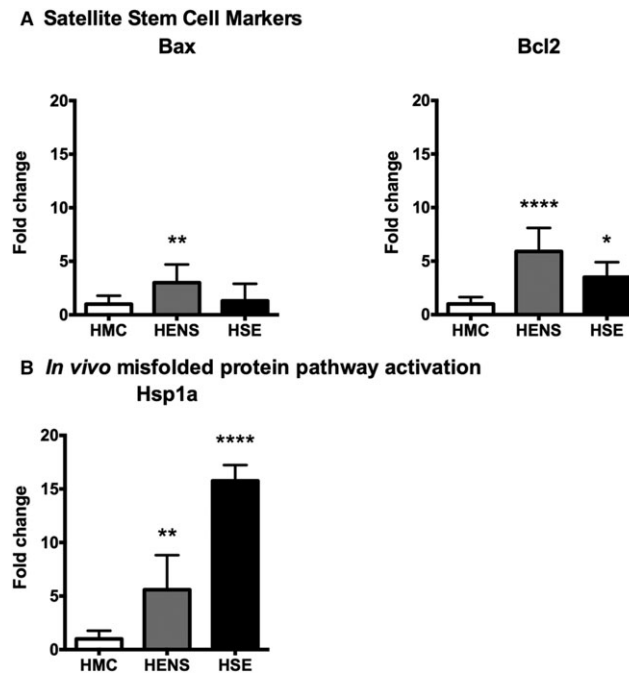 A Satellite Stem Cell Markers
Bax
Bcl2
20
15
10
5
0
Fold change
**
HMC HENS HSE
20
15
10
5
0
Fold change
****
*
HMC HENS HSE
B In vivo misfolded protein pathway activation
Hsp1a
20
15
10
5
0
Fold change
**
****
HMC HENS HSE